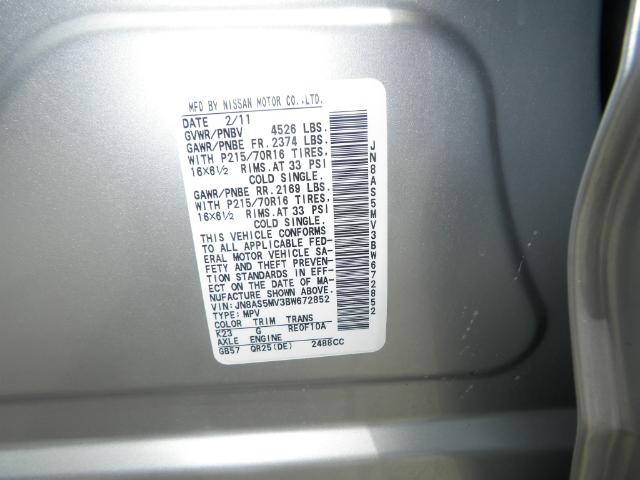 MFD BY NISSAN MOTOR CO.,LTD.
DATE 2/11
GVWR/PNBV 4526 LBS.
GAWR/PNBE FR. 2374 LBS.
WITH P215/70R16 TIRES,
16X6½ RIMS.AT 33 PSI
COLD SINGLE.
GAWR/PNBE RR. 2169 LBS.
WITH P215/70R16 TIRES,
16X6½ RIMS.AT 33 PSI
COLD SINGLE.
THIS VEHICLE CONFORMS
TO ALL APPLICABLE FED-
ERAL MOTOR VEHICLE SA-
FETY AND THEFT PREVEN-
TION STANDARDS IN EFF-
ECT ON THE DATE OF MA-
NUFACTURE SHOWN ABOVE.
VIN: JN8AS5MV3BW672852
TYPE: MPV
COLOR TRIM TRANS
K23 G RE0F10A
AXLE ENGINE
GB57 QR25(DE) 2488CC
JN8AS5MV3BW672852